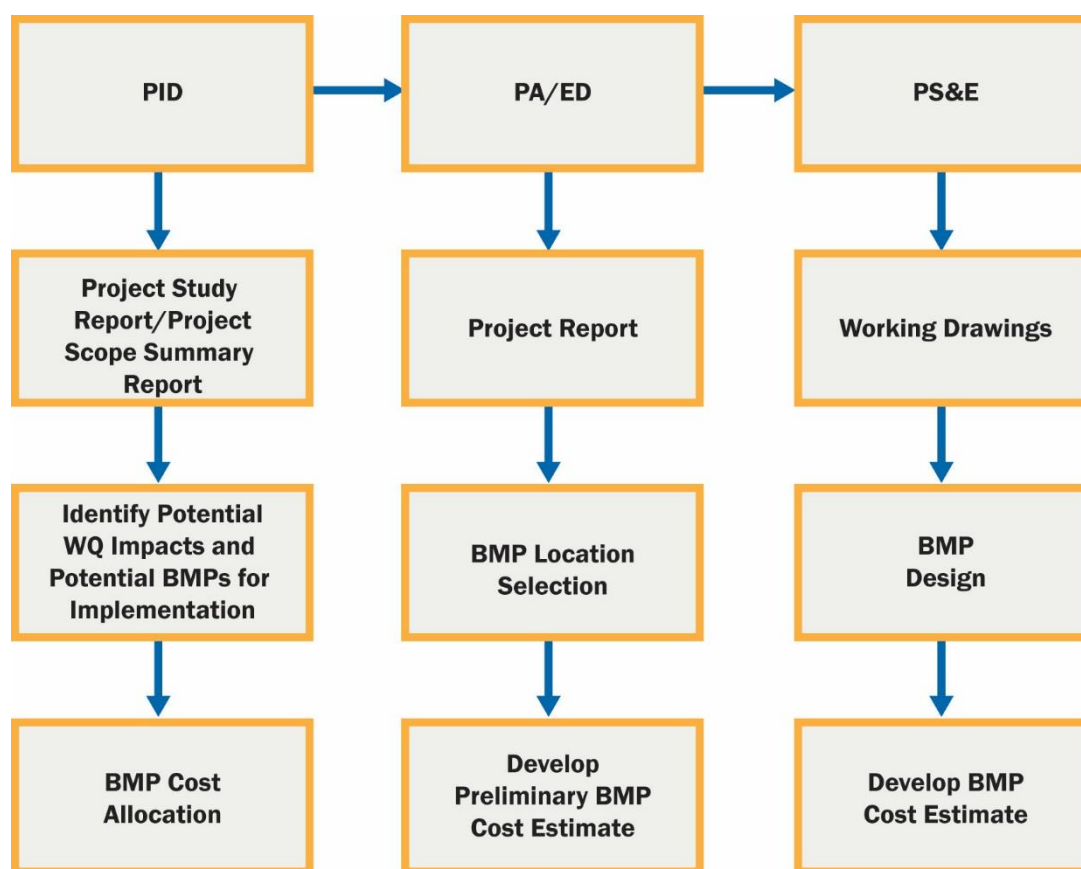 PID
PA/ED
PS&E
Project Study
Report/Project
Scope Summary
Report
Project Report
Working Drawings
Identify Potential
WQ Impacts and
Potential BMPs for
Implementation
BMP Location
Selection
BMP
Design
BMP Cost
Allocation
Develop
Preliminary BMP
Cost Estimate
Develop BMP
Cost Estimate